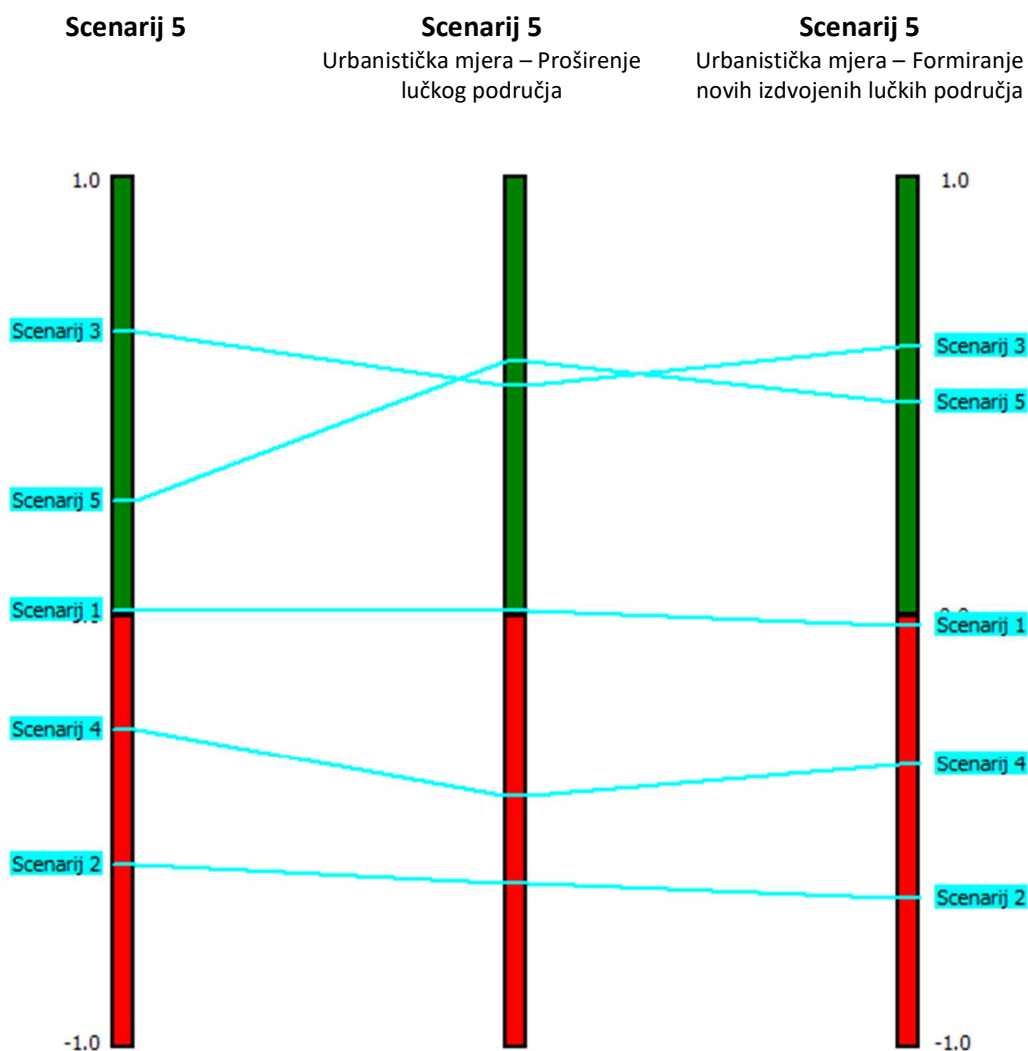 Scenarij 5
Scenarij 5
Urbanistička mjera – Proširenje
lučkog područja
Scenarij 5
Urbanistička mjera – Formiranje
novih izdvojenih lučkih područja
1.0
1.0
Scenarij 3
Scenarij 3
Scenarij 5
Scenarij 5
Scenarij 1
Scenarij 1
Scenarij 4
Scenarij 4
Scenarij 2
Scenarij 2
-1.0
-1.0